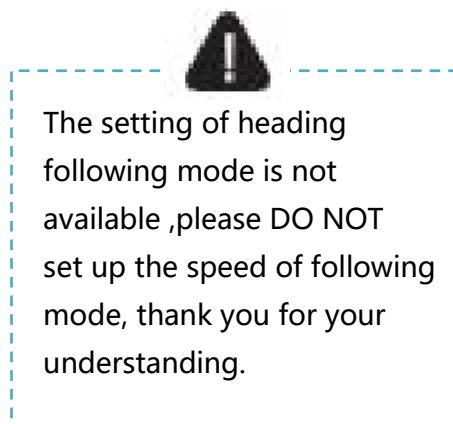 The setting of heading
following mode is not
available ,please DO NOT
set up the speed of following
mode, thank you for your
understanding.